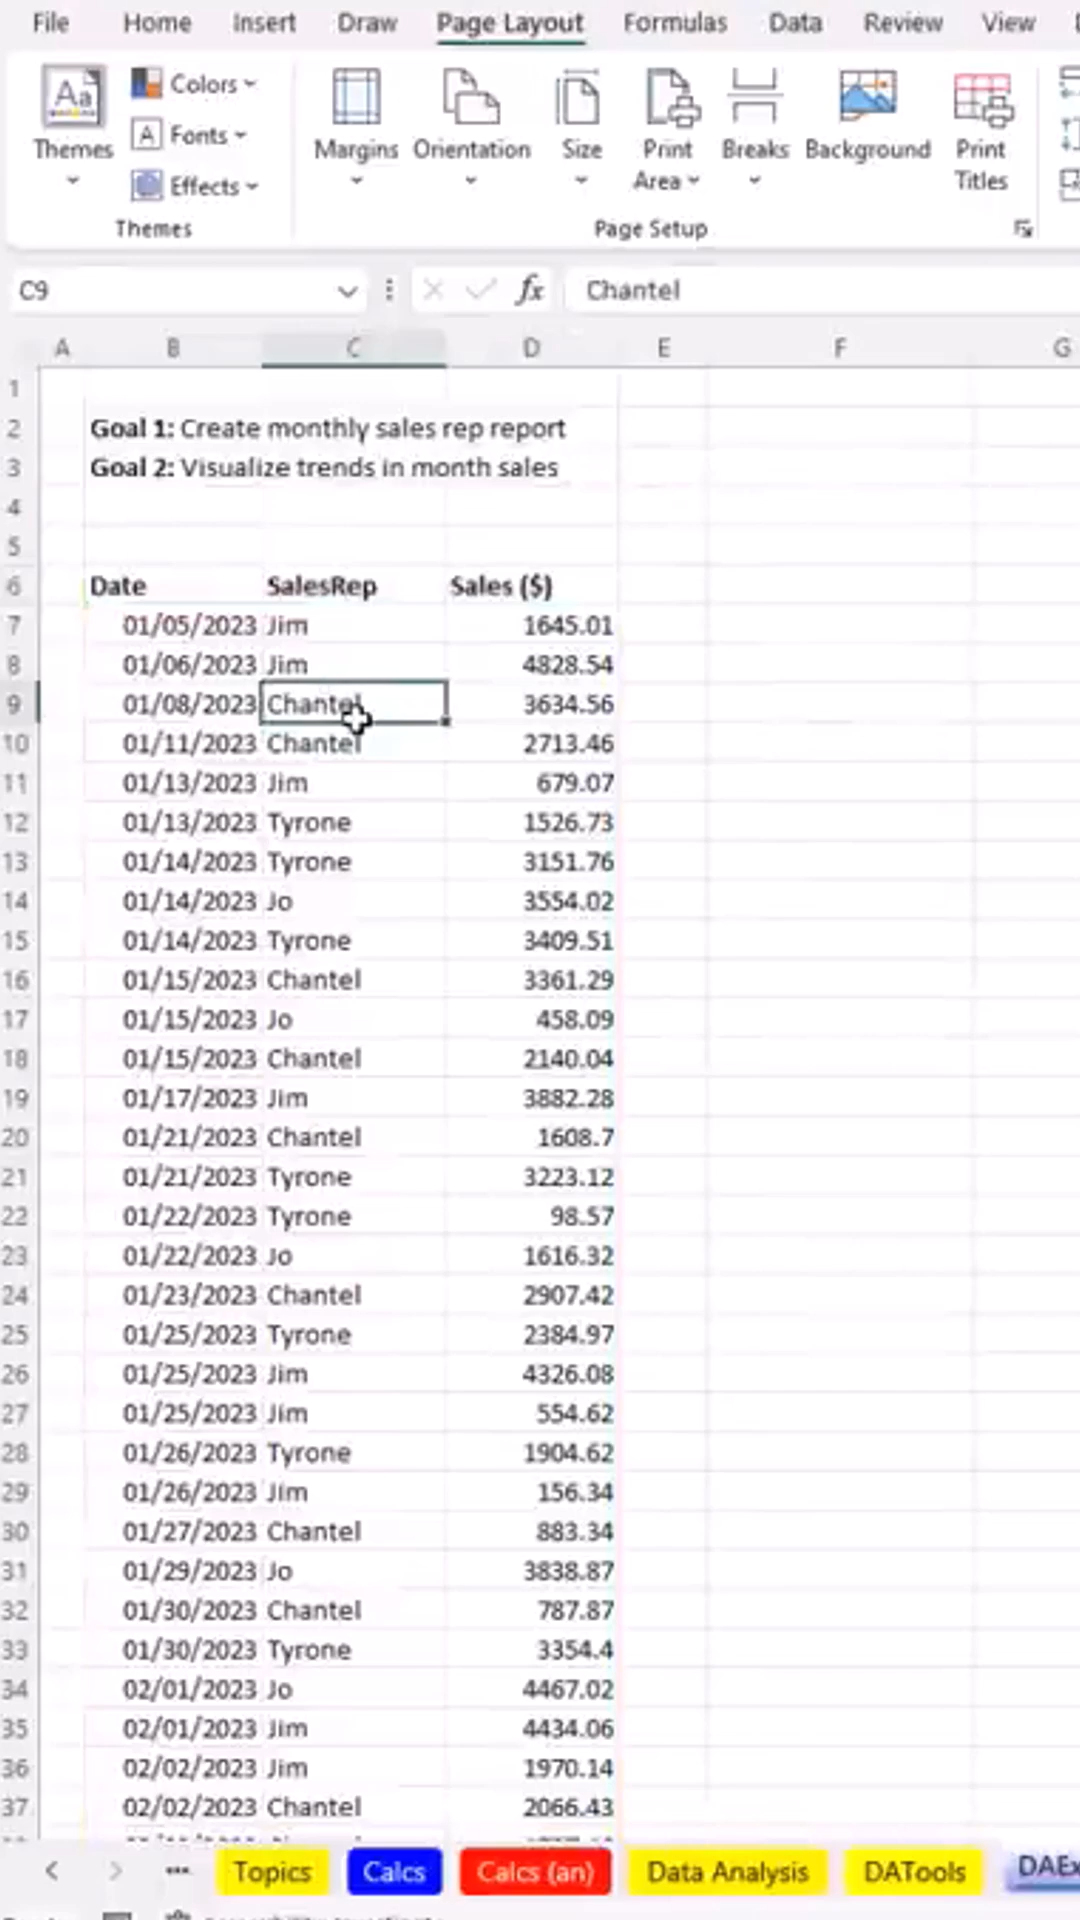 File Home Insert Draw Page Layout Formulas Data Review View
Themes Colors Fonts Effects Margins Orientation Size Print Area Breaks Background Print Titles
Themes Page Setup
C9 fx Chantel
A B C D E F G
1
2 Goal 1: Create monthly sales rep report
3 Goal 2: Visualize trends in month sales
4
5
6 Date SalesRep Sales ($)
7 01/05/2023 Jim 1645.01
8 01/06/2023 Jim 4828.54
9 01/08/2023 Chantel 3634.56
10 01/11/2023 Chantel 2713.46
11 01/13/2023 Jim 679.07
12 01/13/2023 Tyrone 1526.73
13 01/14/2023 Tyrone 3151.76
14 01/14/2023 Jo 3554.02
15 01/14/2023 Tyrone 3409.51
16 01/15/2023 Chantel 3361.29
17 01/15/2023 Jo 458.09
18 01/15/2023 Chantel 2140.04
19 01/17/2023 Jim 3882.28
20 01/21/2023 Chantel 1608.7
21 01/21/2023 Tyrone 3223.12
22 01/22/2023 Tyrone 98.57
23 01/22/2023 Jo 1616.32
24 01/23/2023 Chantel 2907.42
25 01/25/2023 Tyrone 2384.97
26 01/25/2023 Jim 4326.08
27 01/25/2023 Jim 554.62
28 01/26/2023 Tyrone 1904.62
29 01/26/2023 Jim 156.34
30 01/27/2023 Chantel 883.34
31 01/29/2023 Jo 3838.87
32 01/30/2023 Chantel 787.87
33 01/30/2023 Tyrone 3354.4
34 02/01/2023 Jo 4467.02
35 02/01/2023 Jim 4434.06
36 02/02/2023 Jim 1970.14
37 02/02/2023 Chantel 2066.43
... Topics Calcs Calcs (an) Data Analysis DATools DAEx